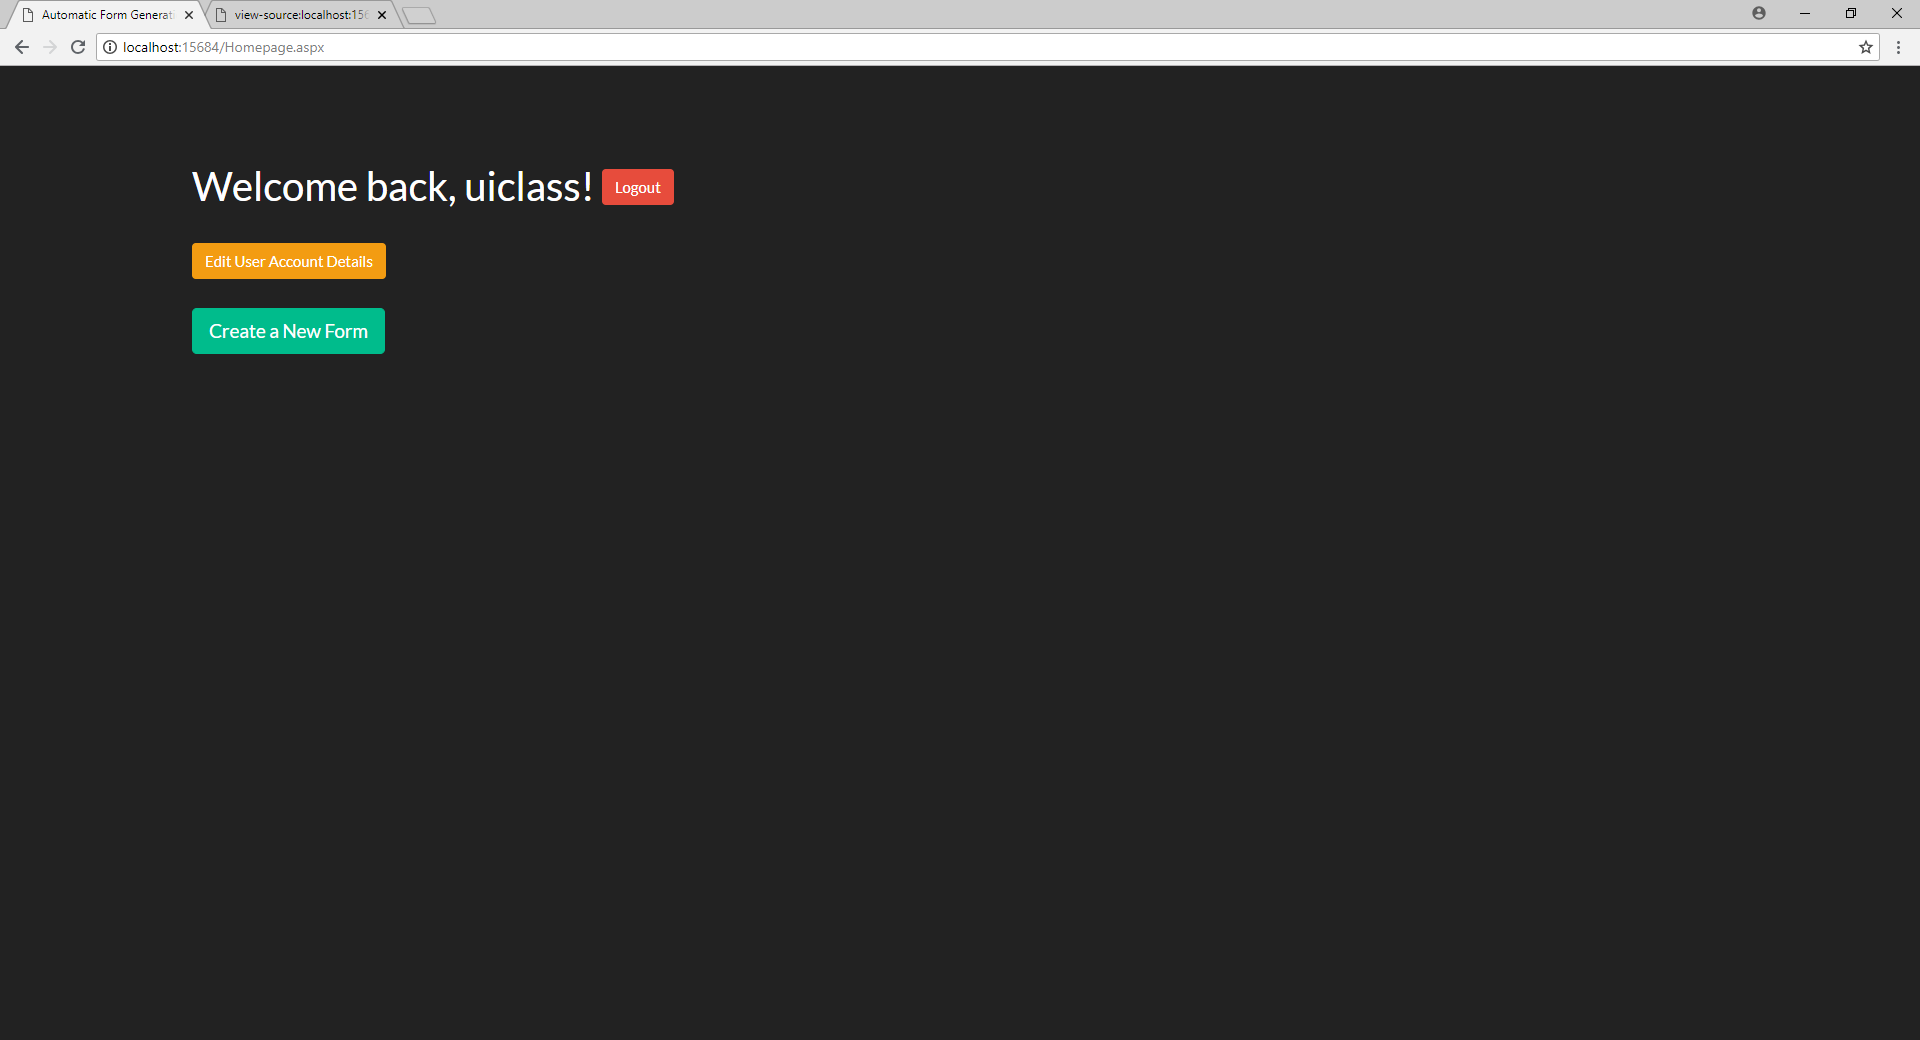 Automatic Form Generat
view-source:localhost:156
localhost:15684/Homepage.aspx
Welcome back, uiclass! Logout
Edit User Account Details
Create a New Form